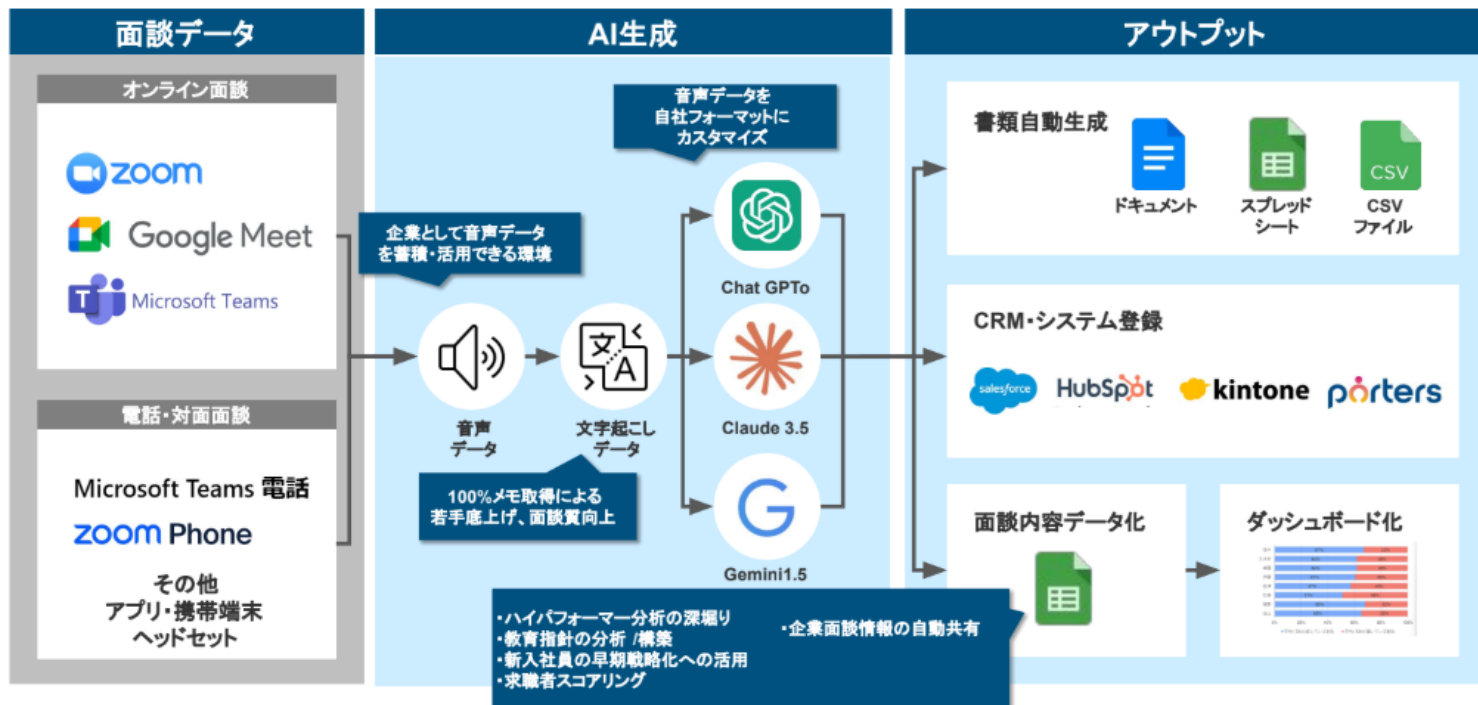 面談データ
オンライン面談
zoom
Google Meet
T
Microsoft Teams
電話・対面面談
Microsoft Teams 電話
zoom Phone
その他
アプリ・携帯端末
ヘッドセット
AI生成
音声データを
自社フォーマットに
カスタマイズ
企業として音声データ
を蓄積・活用できる環境
文
A
音声
データ
文字起こし
データ
100%メモ取得による
若手底上げ、面談質向上
Chat GPTo
Claude 3.5
G
Gemini1.5
・ハイパフォーマー分析の深堀り
・教育指針の分析 /構築
・新入社員の早期戦略化への活用
・求職者スコアリング
・企業面談情報の自動共有
アウトプット
書類自動生成
ドキュメント
スプレッド
シート
CSV
CSV
ファイル
CRM・システム登録
salesforce
HubSpot
kintone
porters
面談内容データ化
ダッシュボード化